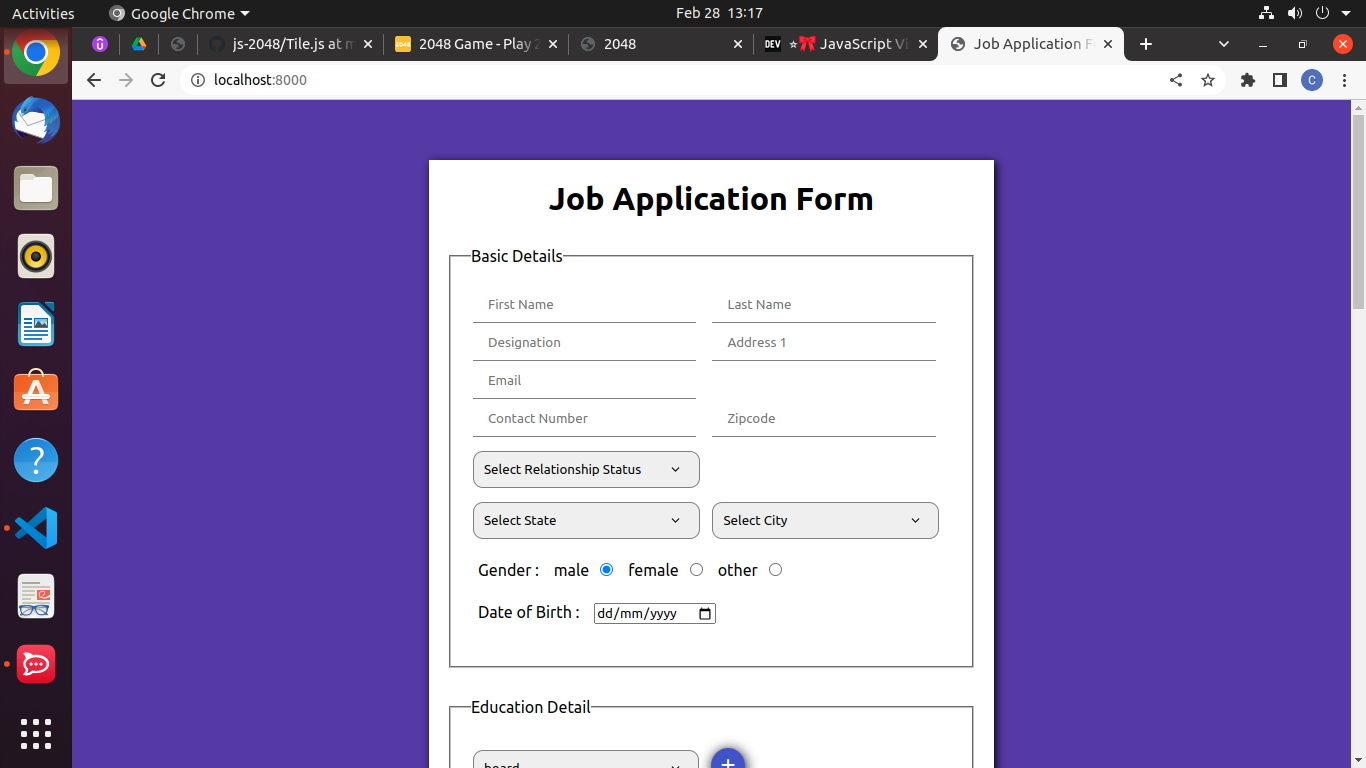 Activities Google Chrome Feb 28 13:17
js-2048/Tile.js at m 2048 Game - Play 2 2048 DEV JavaScript Vi Job Application F
localhost:8000 C
Job Application Form
Basic Details
First Name Last Name
Designation Address 1
Email
Contact Number Zipcode
Select Relationship Status
Select State Select City
Gender : male female other
Date of Birth : dd/mm/yyyy
Education Detail
board +